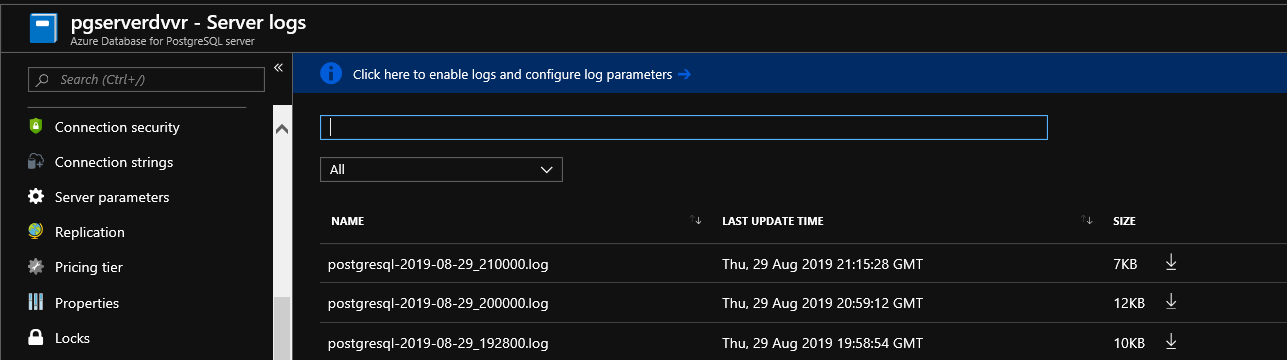 pgserverdvvr - Server logs
Azure Database for PostgreSQL server
Search (Ctrl+/)
«
Connection security
Connection strings
Server parameters
Replication
Pricing tier
Properties
Locks
Click here to enable logs and configure log parameters →
All
NAME LAST UPDATE TIME SIZE
postgresql-2019-08-29_210000.log Thu, 29 Aug 2019 21:15:28 GMT 7KB
postgresql-2019-08-29_200000.log Thu, 29 Aug 2019 20:59:12 GMT 12KB
postgresql-2019-08-29_192800.log Thu, 29 Aug 2019 19:58:54 GMT 10KB